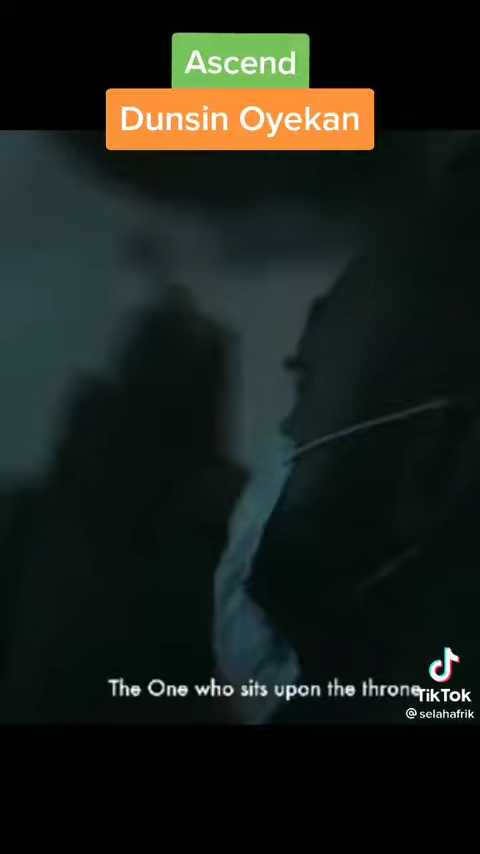 Ascend
Dunsin Oyekan
The One who sits upon the throne
TikTok
@selahafrik